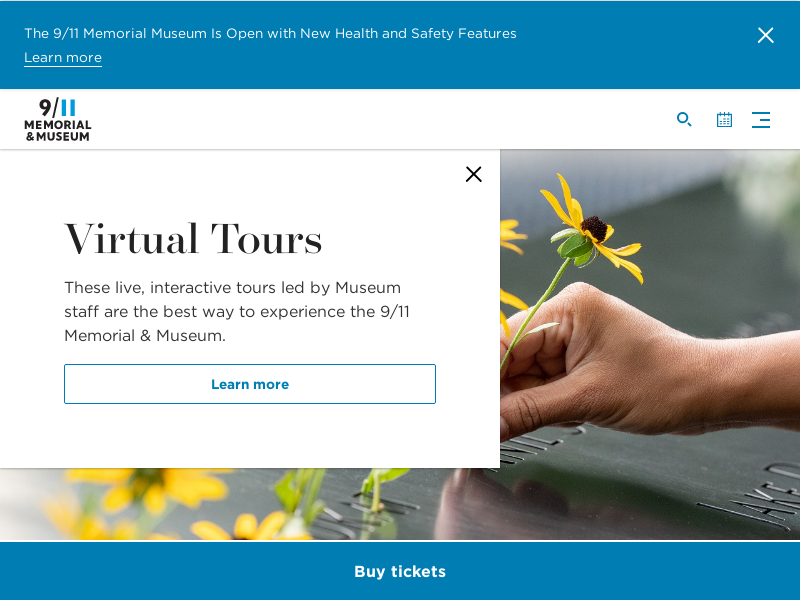 The 9/11 Memorial Museum Is Open with New Health and Safety Features
Learn more
9/11
MEMORIAL
& MUSEUM
Virtual Tours
These live, interactive tours led by Museum
staff are the best way to experience the 9/11
Memorial & Museum.
Learn more
Buy tickets